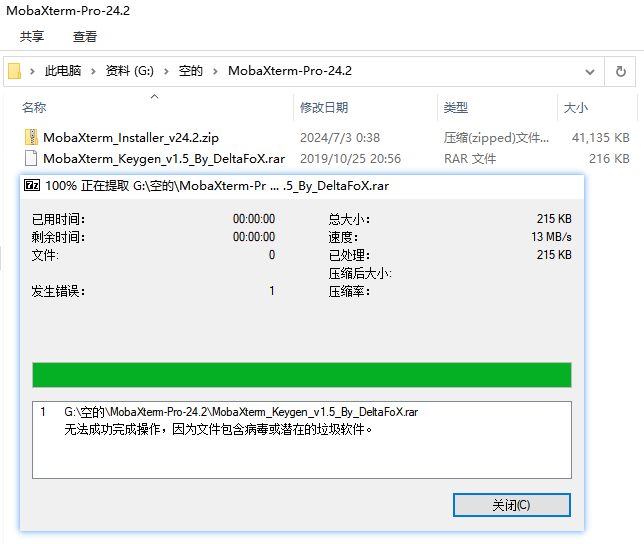 MobaXterm-Pro-24.2
共享 查看
此电脑 资料 (G:) 空的 MobaXterm-Pro-24.2
名称 修改日期 类型 大小
MobaXterm_Installer_v24.2.zip 2024/7/3 0:38 压缩(zipped)文件... 41,135 KB
MobaXterm_Keygen_v1.5_By_DeltaFoX.rar 2019/10/25 20:56 RAR 文件 216 KB
7z 100% 正在提取 G:\空的\MobaXterm-Pr ... .5_By_DeltaFoX.rar
已用时间: 00:00:00 总大小: 215 KB
剩余时间: 00:00:00 速度: 13 MB/s
文件: 0 已处理: 215 KB
压缩后大小:
发生错误: 1 压缩率:
1 G:\空的\MobaXterm-Pro-24.2\MobaXterm_Keygen_v1.5_By_DeltaFoX.rar
无法成功完成操作，因为文件包含病毒或潜在的垃圾软件。
关闭(C)